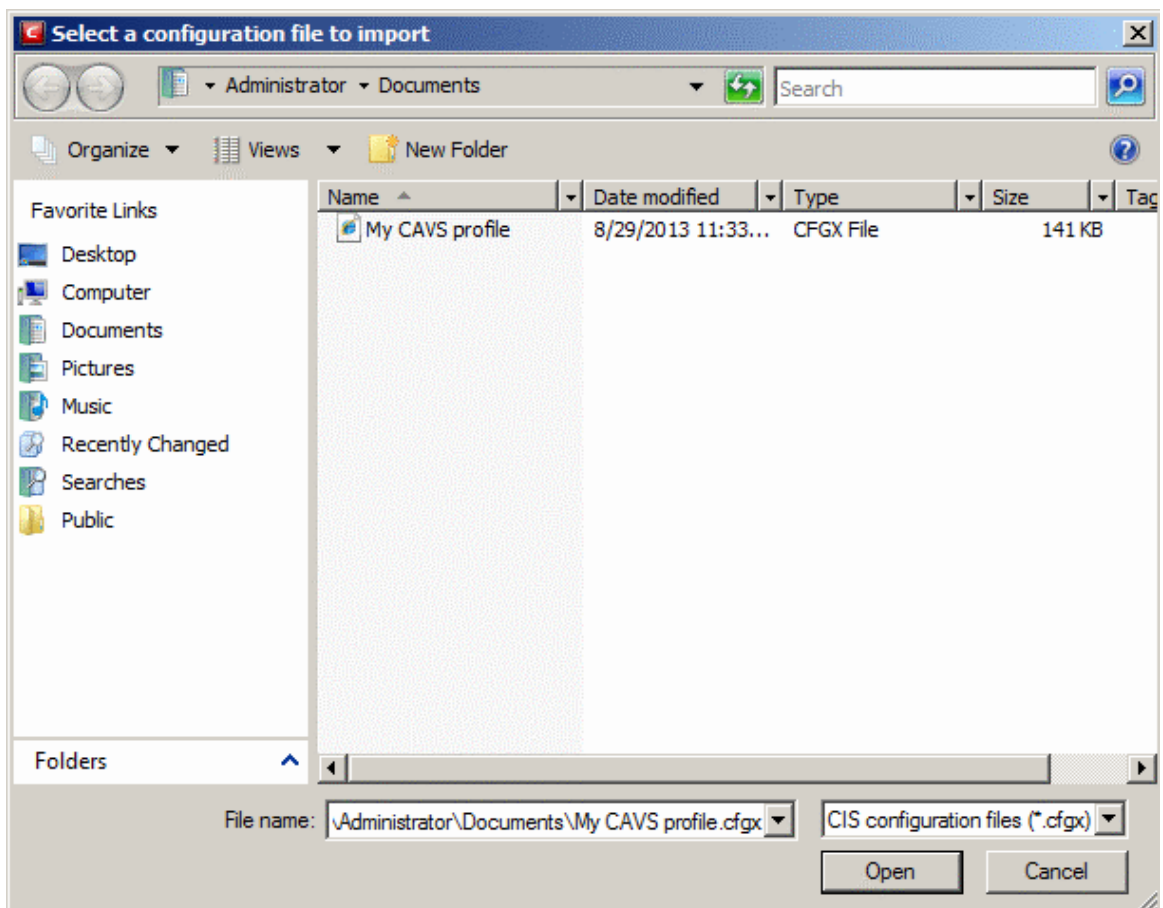 Select a configuration file to import
Administrator Documents
Search
Organize Views New Folder
Favorite Links
Desktop
Computer
Documents
Pictures
Music
Recently Changed
Searches
Public
Folders
Name Date modified Type Size Tag
My CAVS profile 8/29/2013 11:33... CFGX File 141 KB
File name: \Administrator\Documents\My CAVS profile.cfgx CIS configuration files (*.cfgx)
Open Cancel